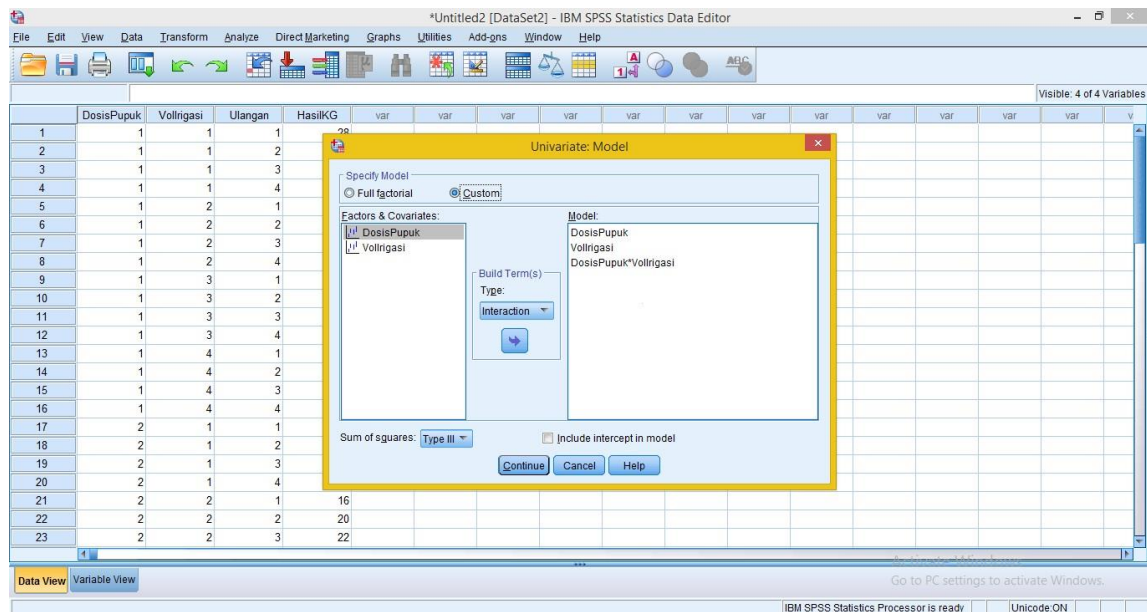 *Untitled2 [DataSet2] - IBM SPSS Statistics Data Editor
File Edit View Data Transform Analyze Direct Marketing Graphs Utilities Add-ons Window Help
Visible: 4 of 4 Variables
DosisPupuk VolIrigasi Ulangan HasilKG var var var var var var var var var var var
1 1 1 1 28
2 1 1 2
3 1 1 3
4 1 1 4
5 1 2 1
6 1 2 2
7 1 2 3
8 1 2 4
9 1 3 1
10 1 3 2
11 1 3 3
12 1 3 4
13 1 4 1
14 1 4 2
15 1 4 3
16 1 4 4
17 2 1 1
18 2 1 2
19 2 1 3
20 2 1 4
21 2 2 1 16
22 2 2 2 20
23 2 2 3 22
Univariate: Model
Specify Model
Full factorial Custom
Factors & Covariates:
DosisPupuk
VolIrigasi
Build Term(s)
Type:
Interaction
Model:
DosisPupuk
VolIrigasi
DosisPupuk*VolIrigasi
Sum of squares: Type III Include intercept in model
Continue Cancel Help
Data View Variable View
Go to PC settings to activate Windows.
IBM SPSS Statistics Processor is ready Unicode:ON